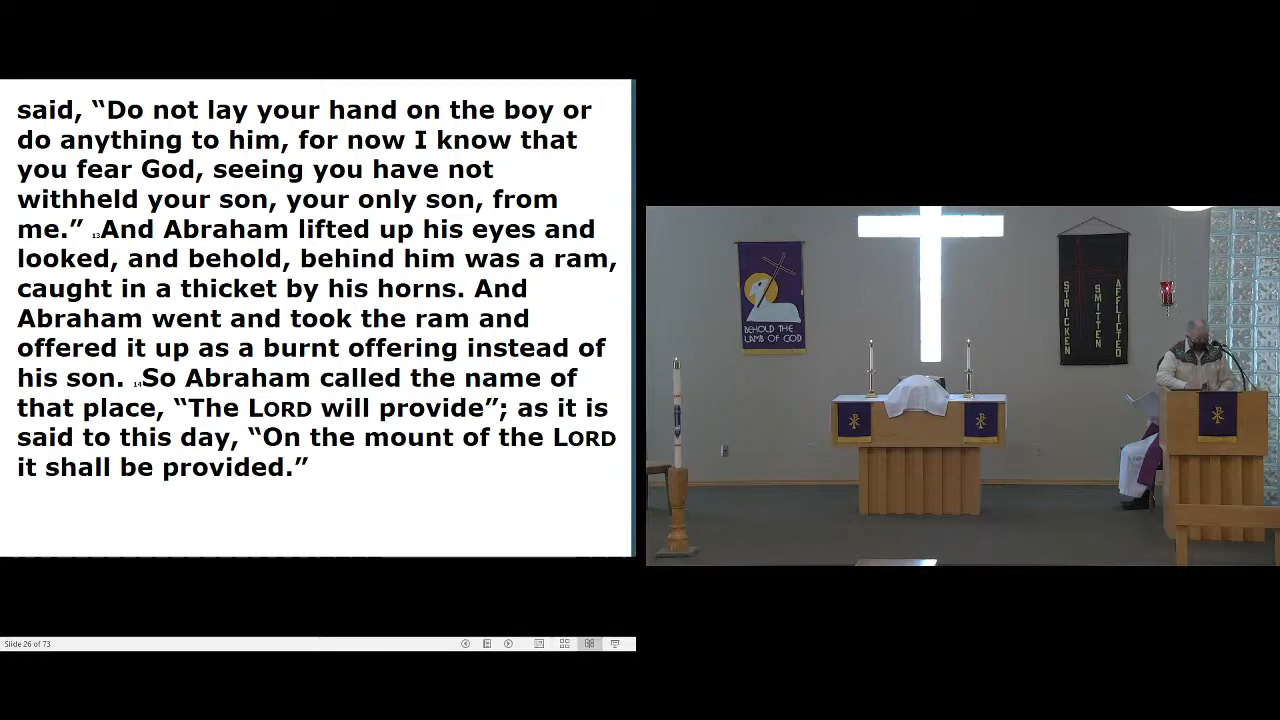 said, “Do not lay your hand on the boy or
do anything to him, for now I know that
you fear God, seeing you have not
withheld your son, your only son, from
me.” 13And Abraham lifted up his eyes and
looked, and behold, behind him was a ram,
caught in a thicket by his horns. And
Abraham went and took the ram and
offered it up as a burnt offering instead of
his son. 14So Abraham called the name of
that place, “The LORD will provide”; as it is
said to this day, “On the mount of the LORD
it shall be provided.”
Slide 26 of 73
BEHOLD THE
LAMB OF GOD
STRICKEN
SMITTEN
AFFLICTED